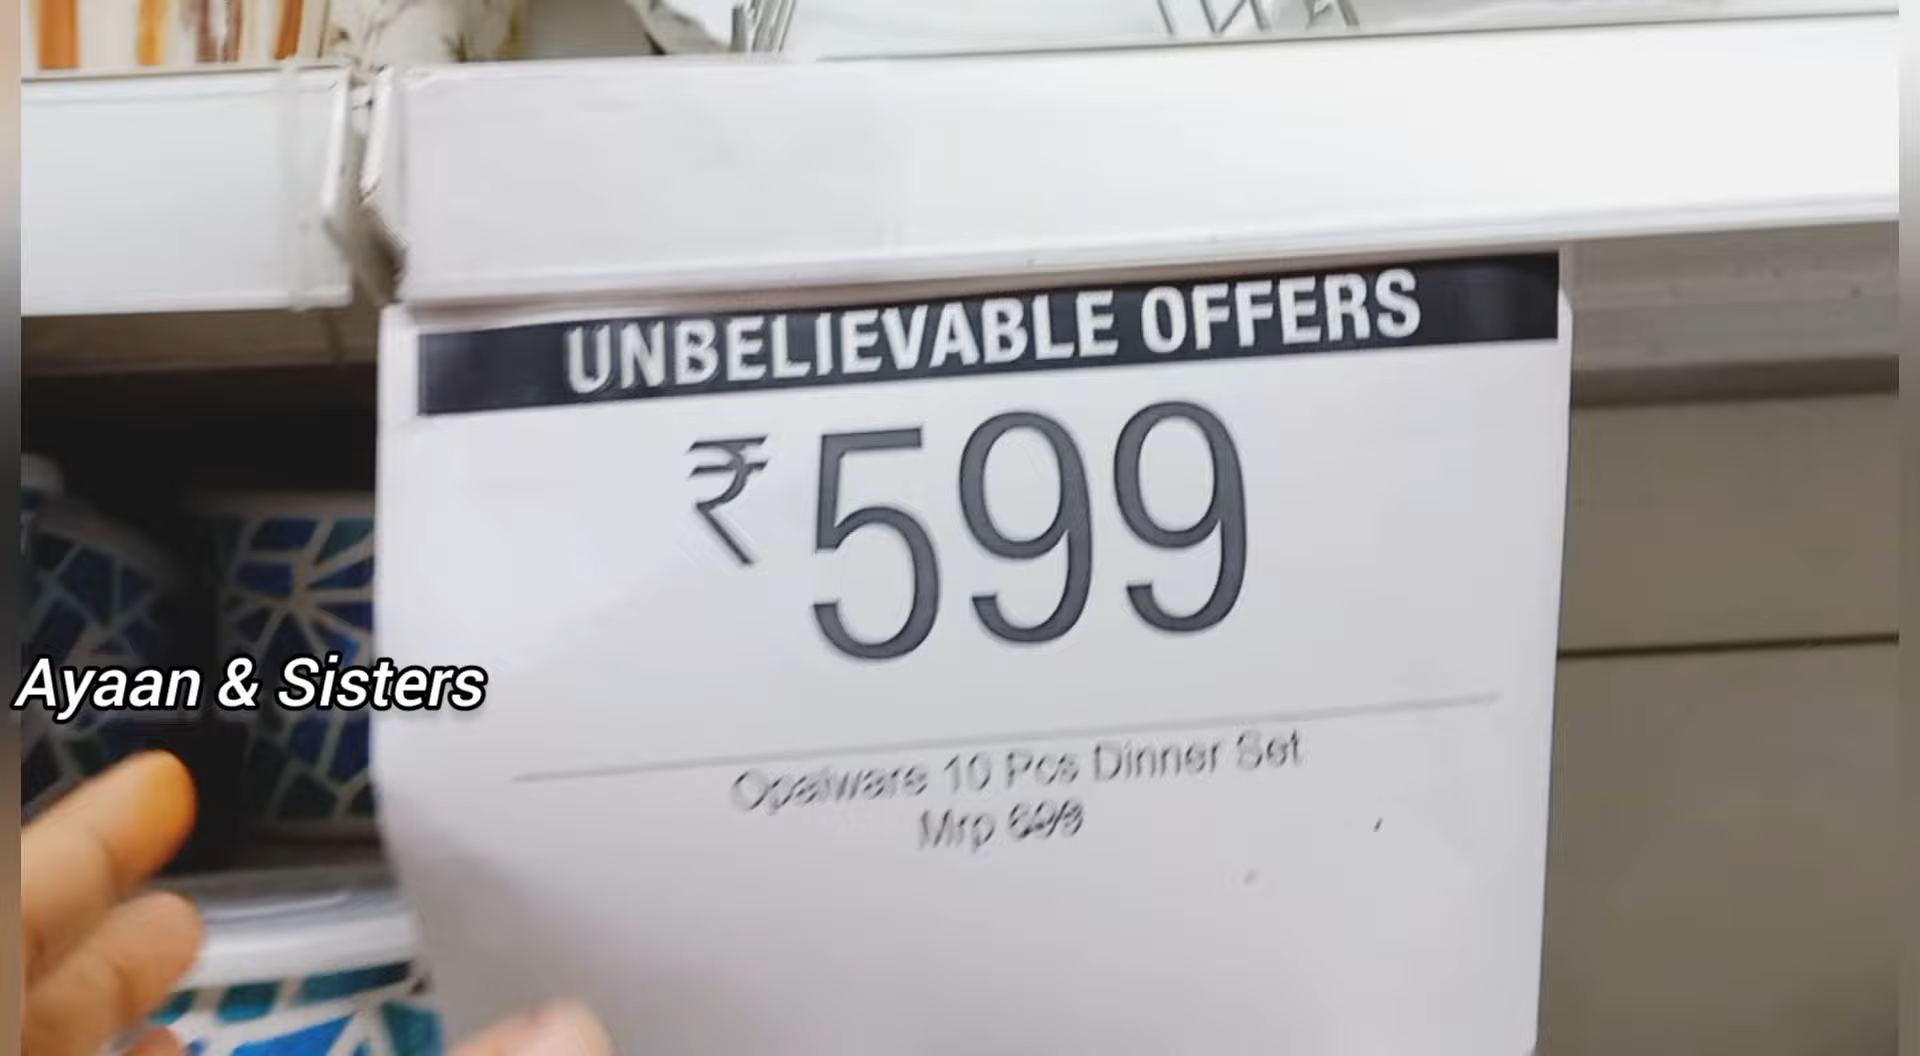 UNBELIEVABLE OFFERS
₹599
Ayaan & Sisters
Opalware 10 Pcs Dinner Set
Mrp